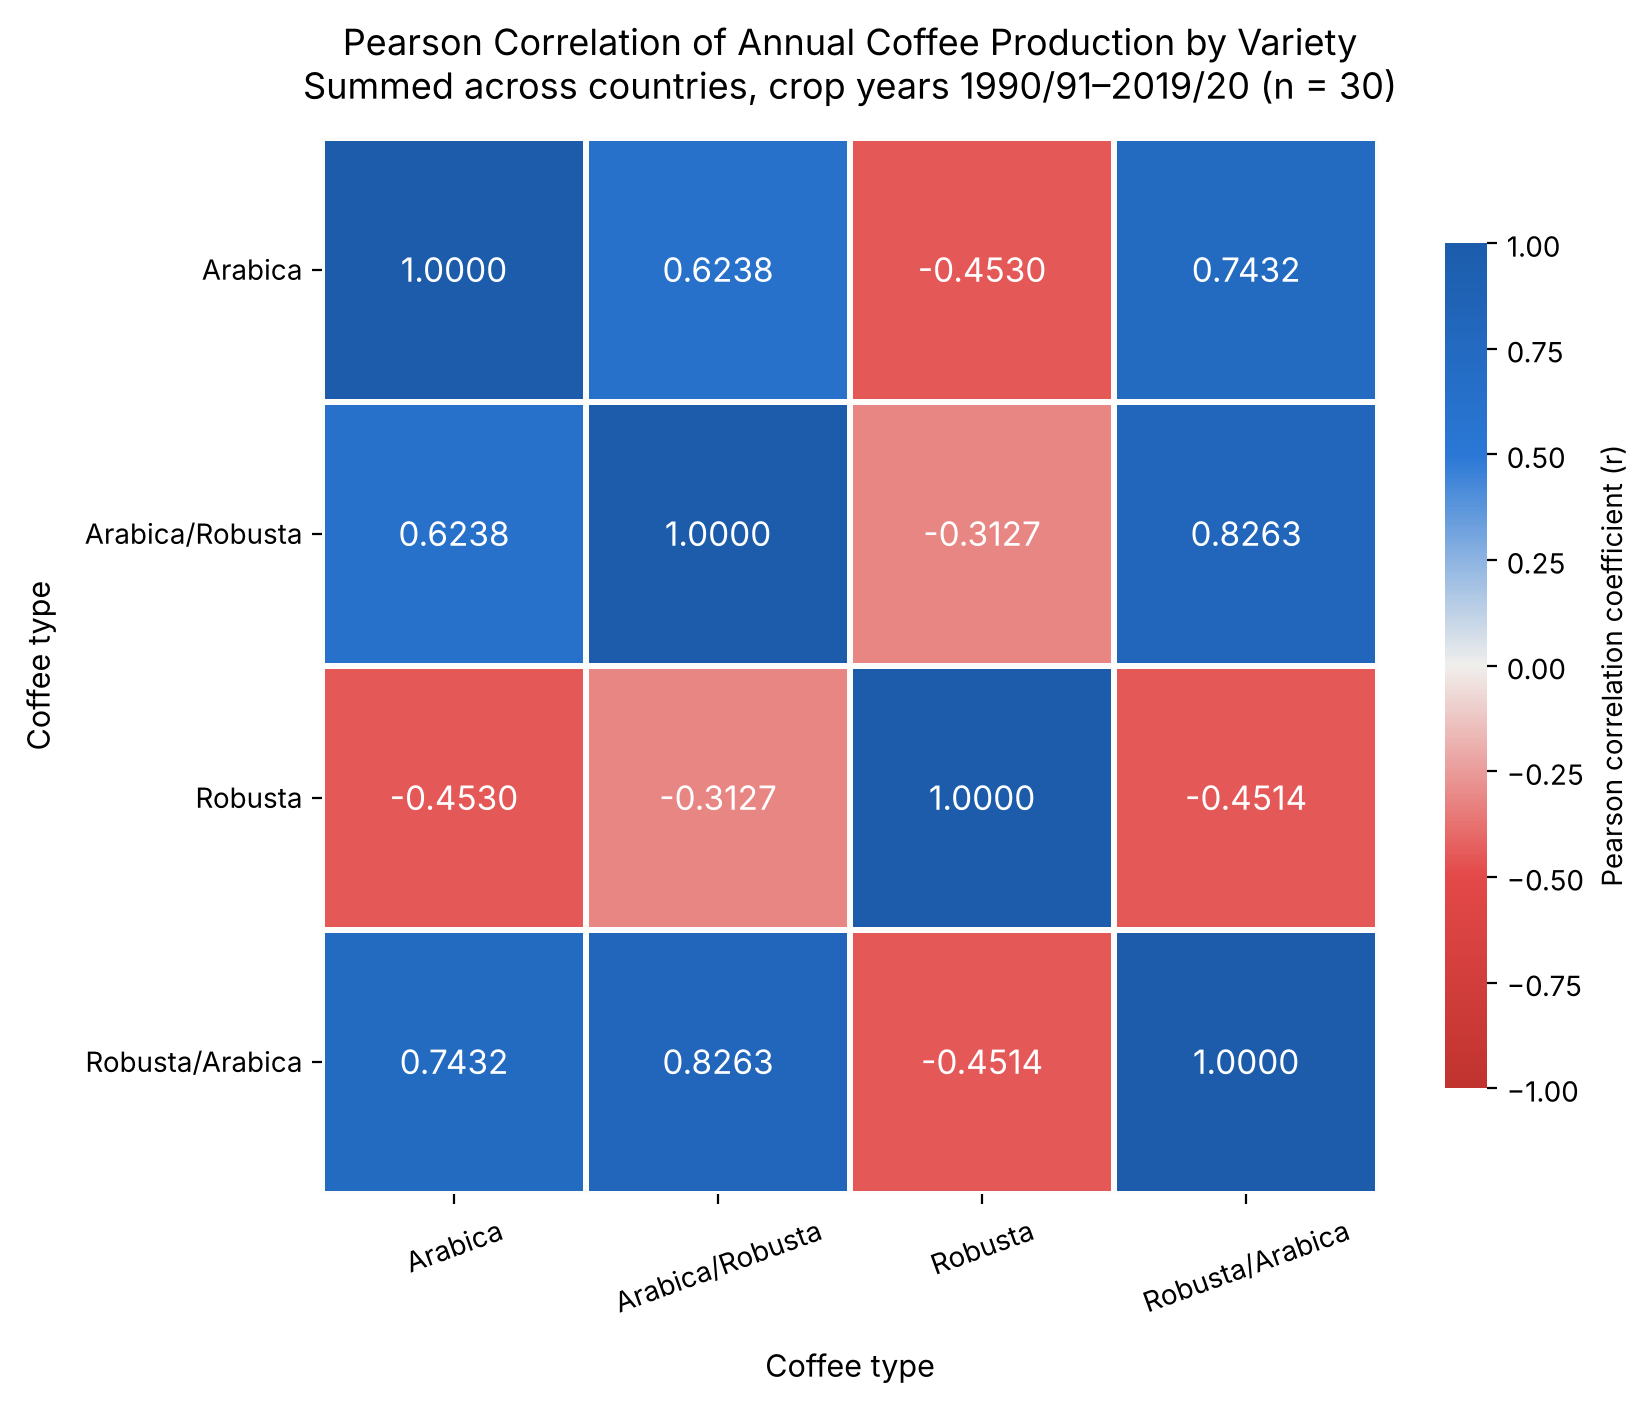 Pearson Correlation of Annual Coffee Production by Variety
Summed across countries, crop years 1990/91–2019/20 (n = 30)
Coffee type
Arabica
1.0000
0.6238
-0.4530
0.7432
Arabica/Robusta
0.6238
1.0000
-0.3127
0.8263
Robusta
-0.4530
-0.3127
1.0000
-0.4514
Robusta/Arabica
0.7432
0.8263
-0.4514
1.0000
Arabica
Arabica/Robusta
Robusta
Robusta/Arabica
Coffee type
1.00
0.75
0.50
0.25
0.00
−0.25
−0.50
−0.75
−1.00
Pearson correlation coefficient (r)